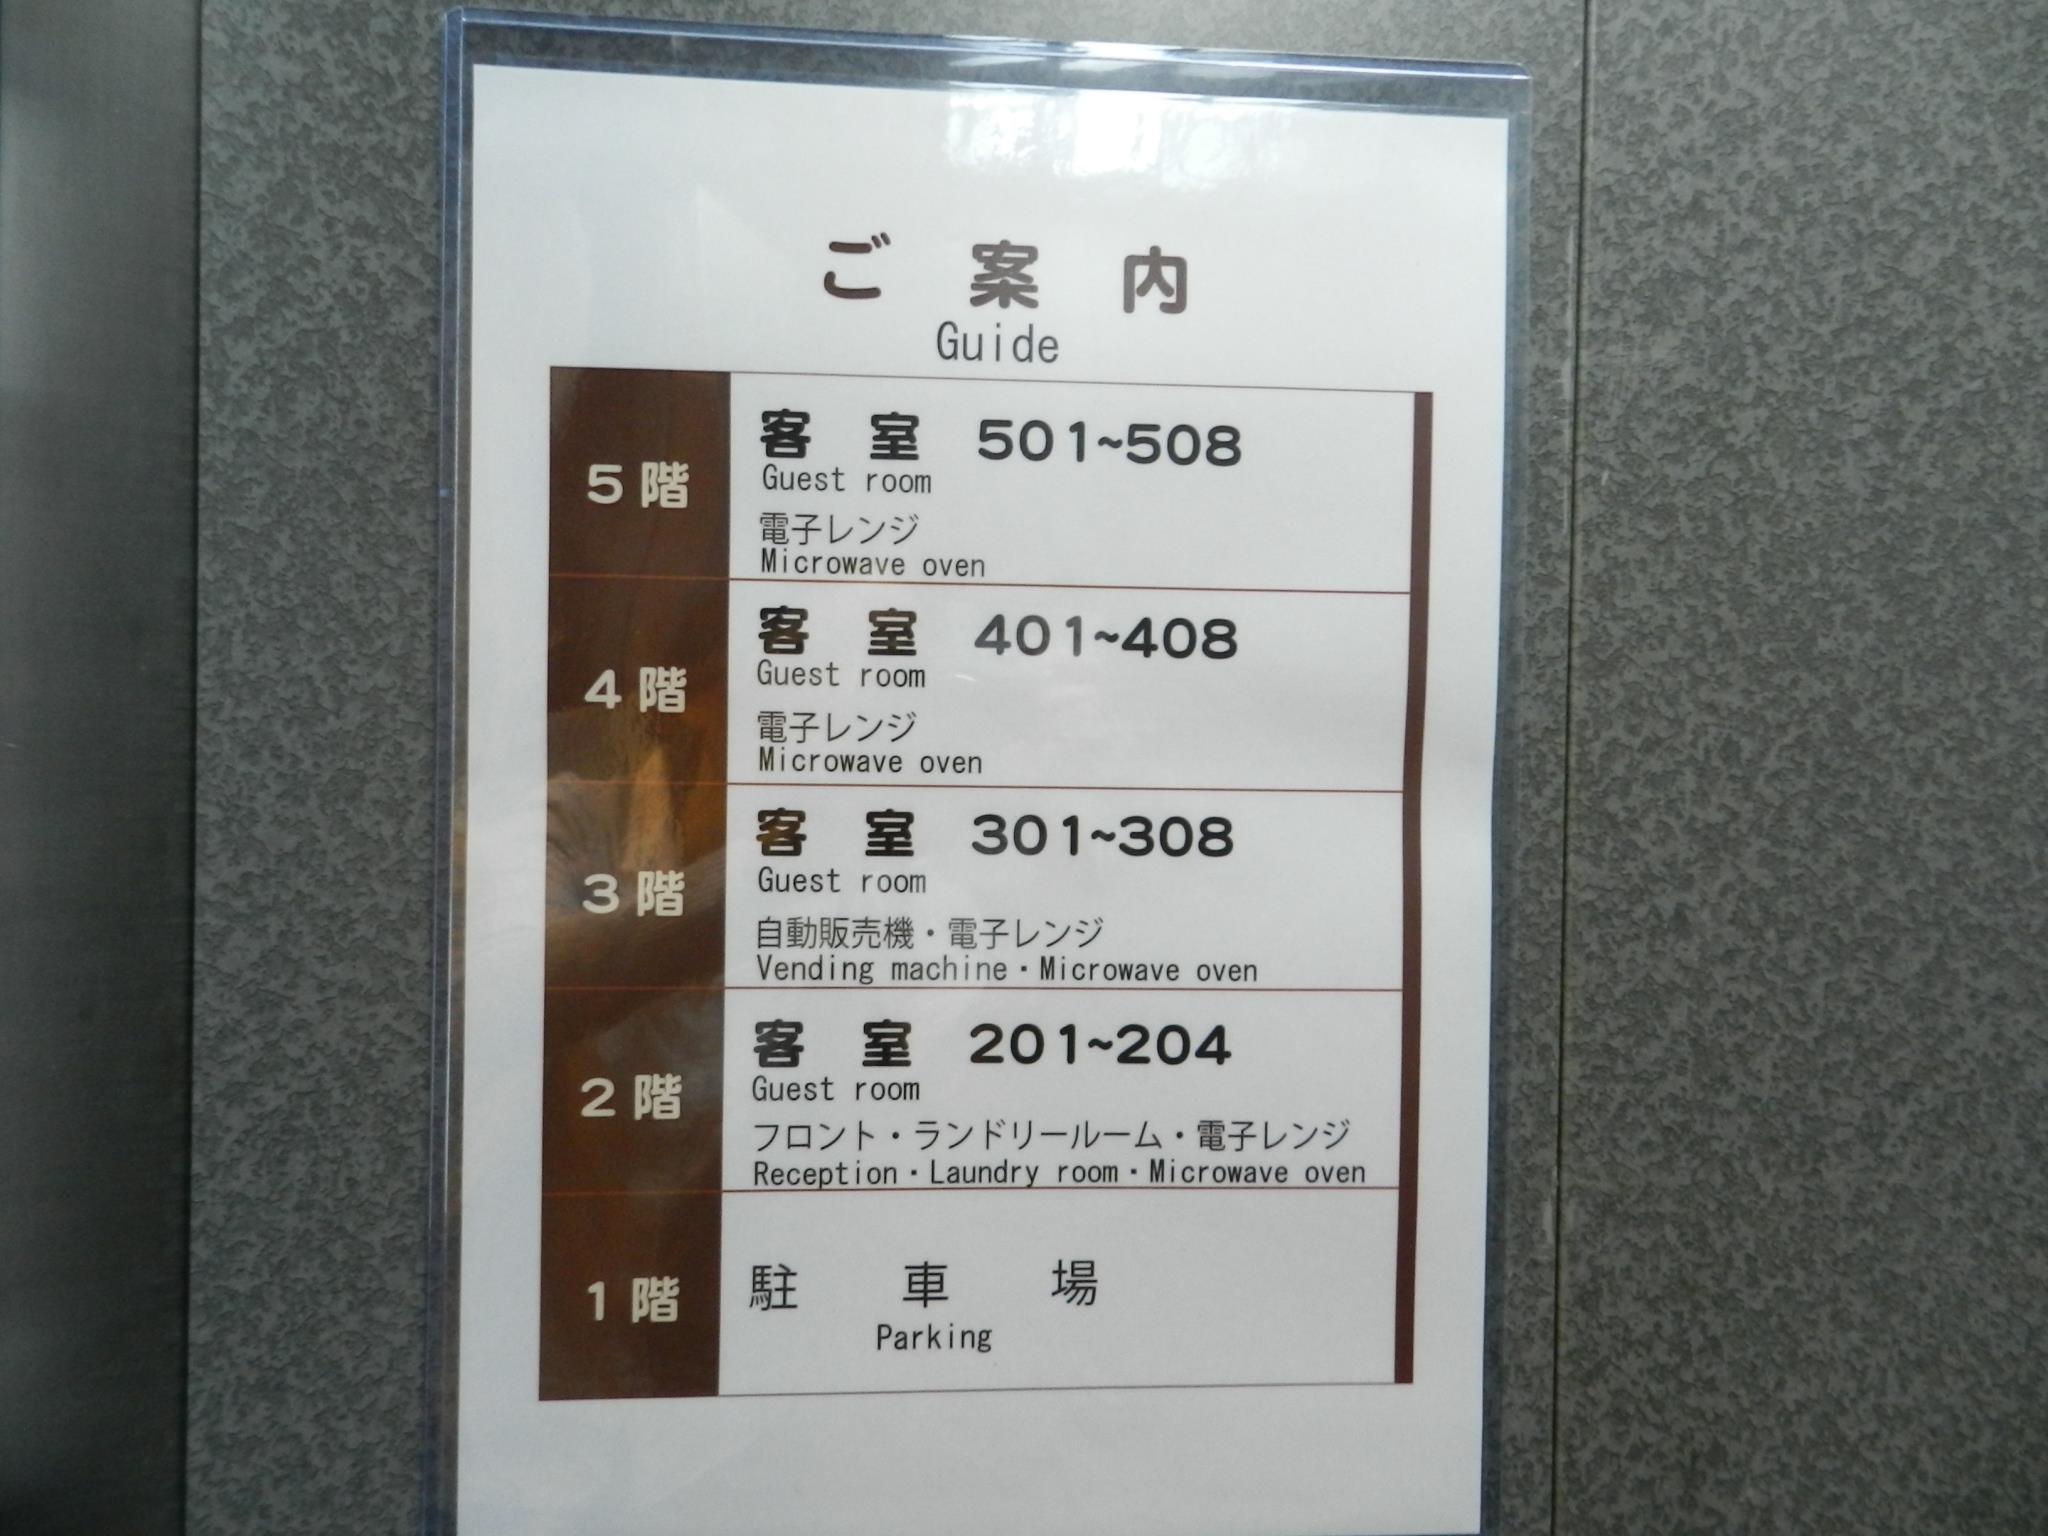 ご案内
Guide
5階
客室 501~508
Guest room
電子レンジ
Microwave oven
4階
客室 401~408
Guest room
電子レンジ
Microwave oven
3階
客室 301~308
Guest room
自動販売機・電子レンジ
Vending machine・Microwave oven
2階
客室 201~204
Guest room
フロント・ランドリールーム・電子レンジ
Reception・Laundry room・Microwave oven
1階
駐車場
Parking